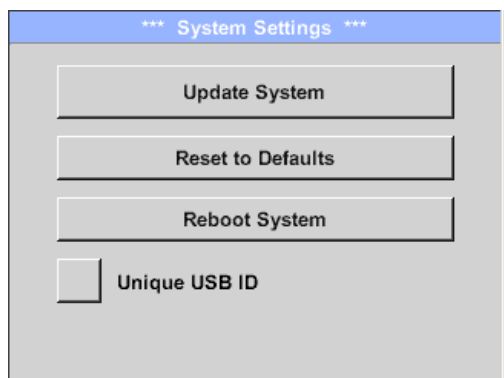 *** System Settings ***
Update System
Reset to Defaults
Reboot System
Unique USB ID